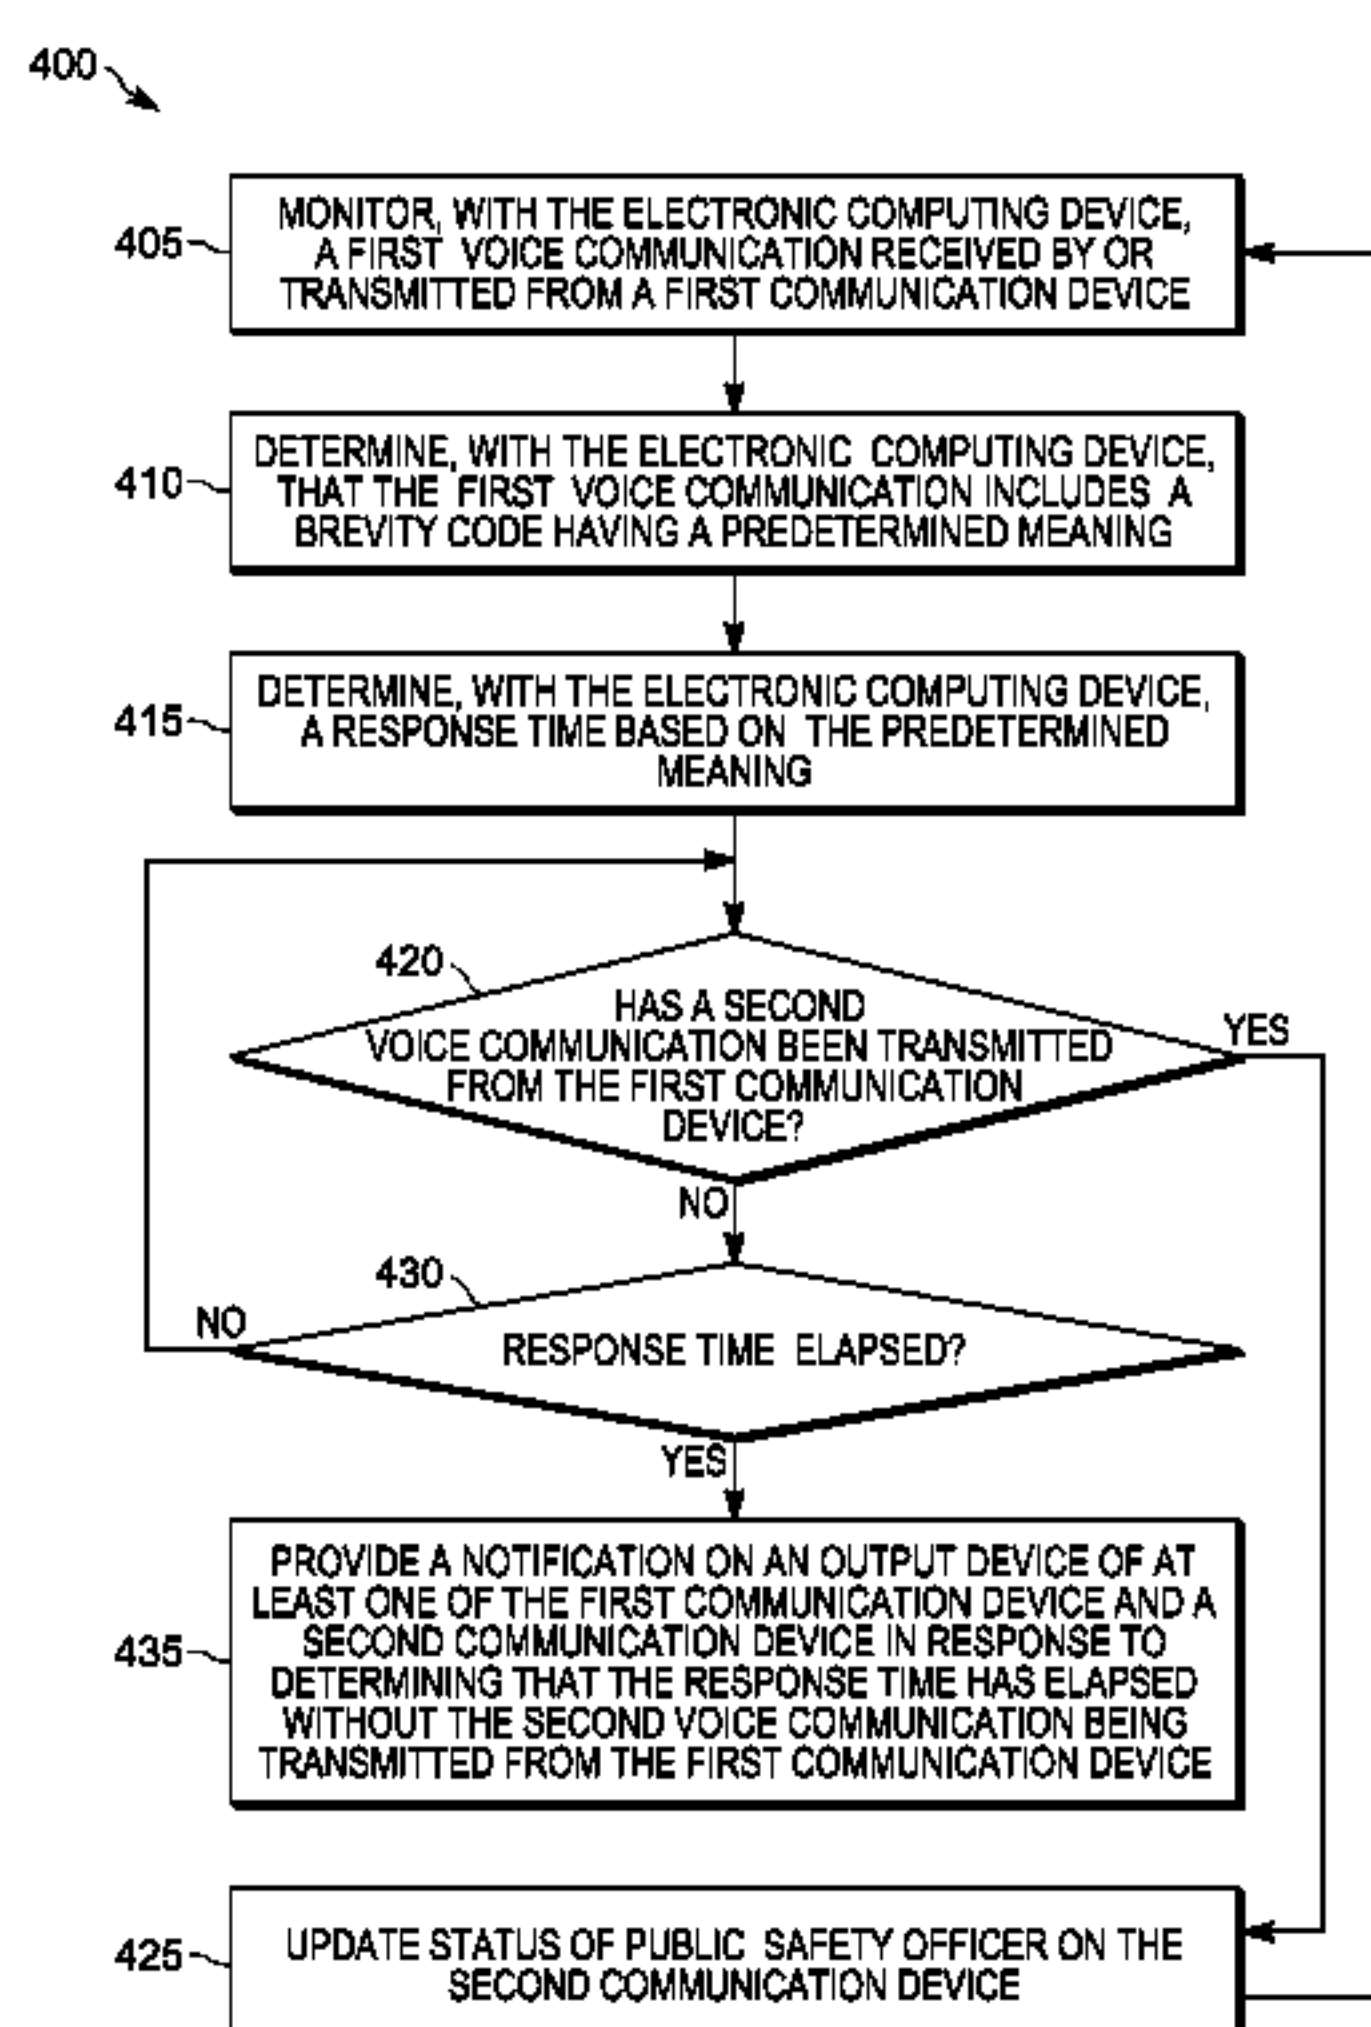 400
405
MONITOR, WITH THE ELECTRONIC COMPUTING DEVICE,
A FIRST VOICE COMMUNICATION RECEIVED BY OR
TRANSMITTED FROM A FIRST COMMUNICATION DEVICE
410
DETERMINE, WITH THE ELECTRONIC COMPUTING DEVICE,
THAT THE FIRST VOICE COMMUNICATION INCLUDES A
BREVITY CODE HAVING A PREDETERMINED MEANING
415
DETERMINE, WITH THE ELECTRONIC COMPUTING DEVICE,
A RESPONSE TIME BASED ON THE PREDETERMINED
MEANING
420
HAS A SECOND
VOICE COMMUNICATION BEEN TRANSMITTED
FROM THE FIRST COMMUNICATION
DEVICE?
YES
NO
430
NO
RESPONSE TIME ELAPSED?
YES
435
PROVIDE A NOTIFICATION ON AN OUTPUT DEVICE OF AT
LEAST ONE OF THE FIRST COMMUNICATION DEVICE AND A
SECOND COMMUNICATION DEVICE IN RESPONSE TO
DETERMINING THAT THE RESPONSE TIME HAS ELAPSED
WITHOUT THE SECOND VOICE COMMUNICATION BEING
TRANSMITTED FROM THE FIRST COMMUNICATION DEVICE
425
UPDATE STATUS OF PUBLIC SAFETY OFFICER ON THE
SECOND COMMUNICATION DEVICE